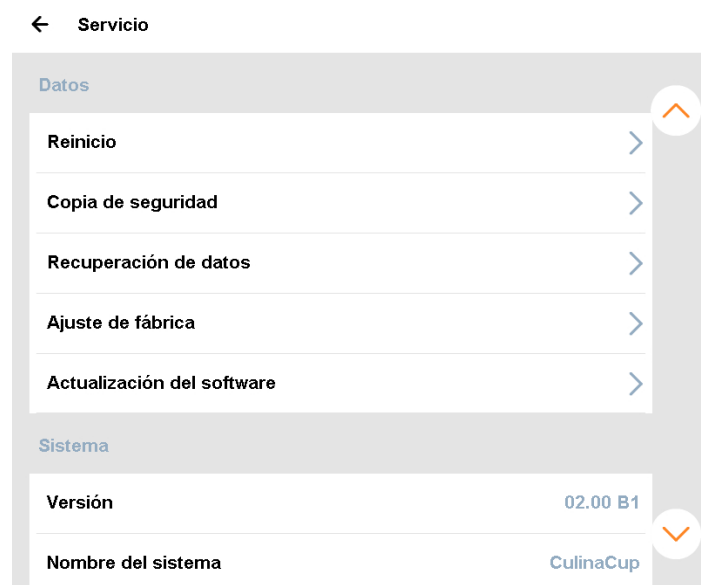 Servicio
Datos
Reinicio
Copia de seguridad
Recuperación de datos
Ajuste de fábrica
Actualización del software
Sistema
Versión 02.00 B1
Nombre del sistema CulinaCup